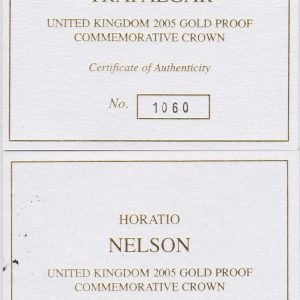 TRAFALGAR
UNITED KINGDOM 2005 GOLD PROOF
COMMEMORATIVE CROWN
Certificate of Authenticity
No. 1060
HORATIO
NELSON
UNITED KINGDOM 2005 GOLD PROOF
COMMEMORATIVE CROWN